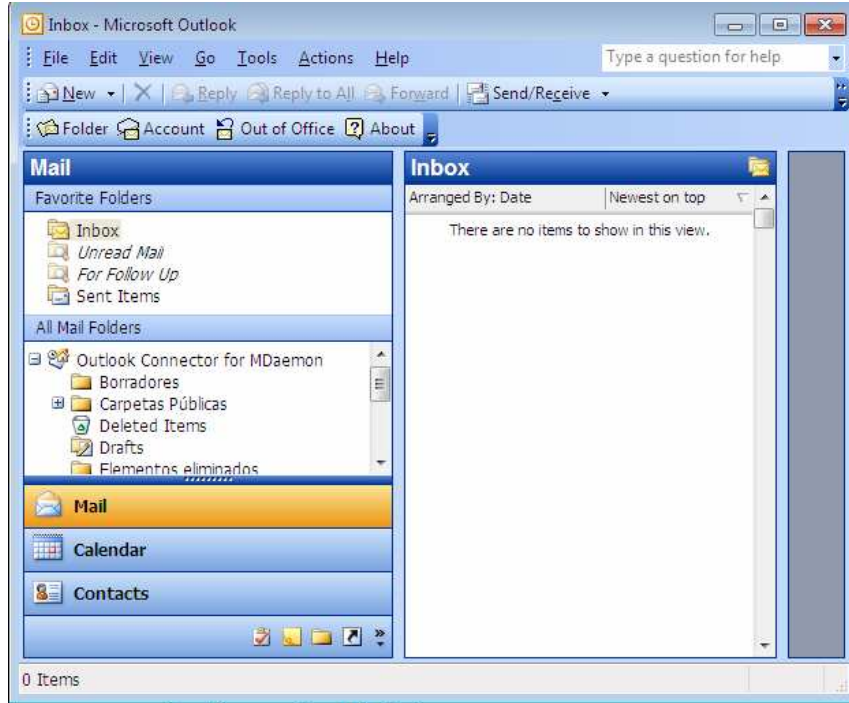 Inbox - Microsoft Outlook
File Edit View Go Tools Actions Help Type a question for help
New Reply Reply to All Forward Send/Receive
Folder Account Out of Office About
Mail
Favorite Folders
Inbox
Unread Mail
For Follow Up
Sent Items
All Mail Folders
Outlook Connector for MDaemon
Borradores
Carpetas Públicas
Deleted Items
Drafts
Elementos eliminados
Mail
Calendar
Contacts
Inbox
Arranged By: Date Newest on top
There are no items to show in this view.
0 Items